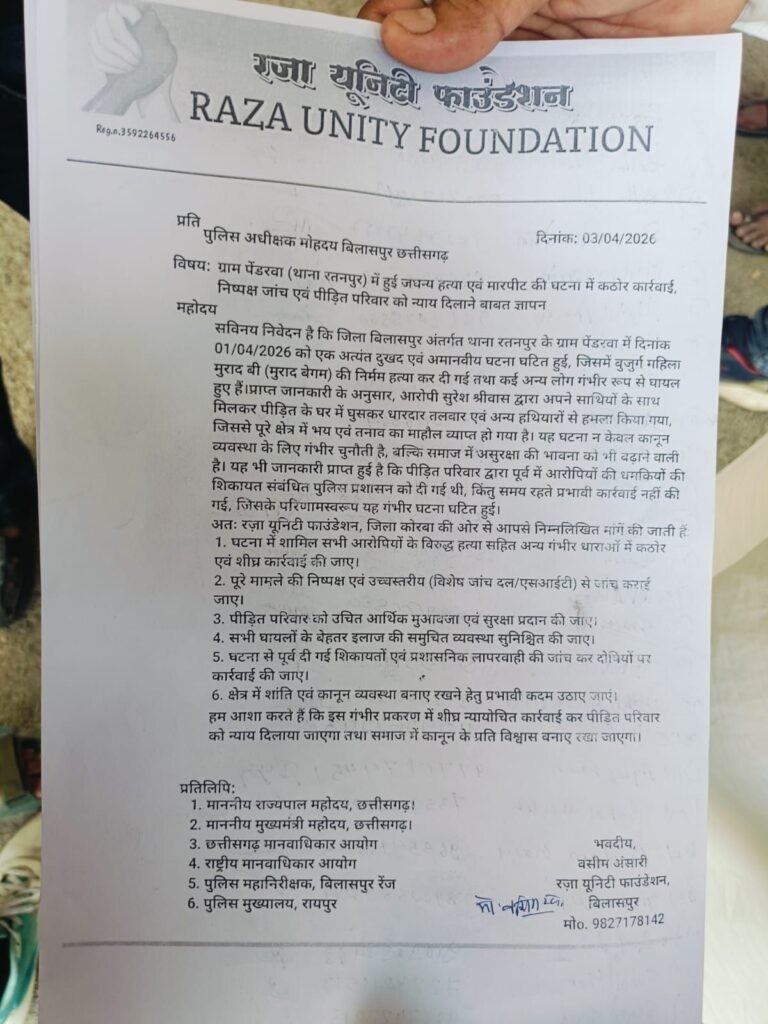 रज़ा यूनिटी फाउंडेशन
RAZA UNITY FOUNDATION
Reg.n.3592264556
प्रति
पुलिस अधीक्षक मोहदय बिलासपुर छत्तीसगढ़
दिनांक: 03/04/2026
विषय: ग्राम पेंडरवा (थाना रतनपुर) में हुई जघन्य हत्या एवं मारपीट की घटना में कठोर कार्रवाई,
निष्पक्ष जांच एवं पीड़ित परिवार को न्याय दिलाने बाबत ज्ञापन
महोदय
सविनय निवेदन है कि जिला बिलासपुर अंतर्गत थाना रतनपुर के ग्राम पेंडरवा में दिनांक
01/04/2026 को एक अत्यंत दुखद एवं अमानवीय घटना घटित हुई, जिसमें बुजुर्ग महिला
मुराद बी (मुराद बेगम) की निर्मम हत्या कर दी गई तथा कई अन्य लोग गंभीर रूप से घायल
हुए हैं।प्राप्त जानकारी के अनुसार, आरोपी सुरेश श्रीवास द्वारा अपने साथियों के साथ
मिलकर पीड़ित के घर में घुसकर धारदार तलवार एवं अन्य हथियारों से हमला किया गया,
जिससे पूरे क्षेत्र में भय एवं तनाव का माहौल व्याप्त हो गया है। यह घटना न केवल कानून
व्यवस्था के लिए गंभीर चुनौती है, बल्कि समाज में असुरक्षा की भावना को भी बढ़ाने वाली
है। यह भी जानकारी प्राप्त हुई है कि पीड़ित परिवार द्वारा पूर्व में आरोपियों की धमकियों की
शिकायत संबंधित पुलिस प्रशासन को दी गई थी, किंतु समय रहते प्रभावी कार्रवाई नहीं की
गई, जिसके परिणामस्वरूप यह गंभीर घटना घटित हुई।
अतः रज़ा यूनिटी फाउंडेशन, जिला कोरबा की ओर से आपसे निम्नलिखित मांगें की जाती हैं:
1. घटना में शामिल सभी आरोपियों के विरुद्ध हत्या सहित अन्य गंभीर धाराओं में कठोर
एवं शीघ्र कार्रवाई की जाए।
2. पूरे मामले की निष्पक्ष एवं उच्चस्तरीय (विशेष जांच दल/एसआईटी) से जांच कराई
जाए।
3. पीड़ित परिवार को उचित आर्थिक मुआवजा एवं सुरक्षा प्रदान की जाए।
4. सभी घायलों के बेहतर इलाज की समुचित व्यवस्था सुनिश्चित की जाए।
5. घटना से पूर्व दी गई शिकायतों एवं प्रशासनिक लापरवाही की जांच कर दोषियों पर
कार्रवाई की जाए।
6. क्षेत्र में शांति एवं कानून व्यवस्था बनाए रखने हेतु प्रभावी कदम उठाए जाएं।
हम आशा करते हैं कि इस गंभीर प्रकरण में शीघ्र न्यायोचित कार्रवाई कर पीड़ित परिवार
को न्याय दिलाया जाएगा तथा समाज में कानून के प्रति विश्वास बनाए रखा जाएगा।
प्रतिलिपि:
1. माननीय राज्यपाल महोदय, छत्तीसगढ़।
2. माननीय मुख्यमंत्री महोदय, छत्तीसगढ़।
3. छत्तीसगढ़ मानवाधिकार आयोग
4. राष्ट्रीय मानवाधिकार आयोग
5. पुलिस महानिरीक्षक, बिलासपुर रेंज
6. पुलिस मुख्यालय, रायपुर
भवदीय,
वसीम अंसारी
रज़ा यूनिटी फाउंडेशन,
बिलासपुर
मो0. 9827178142